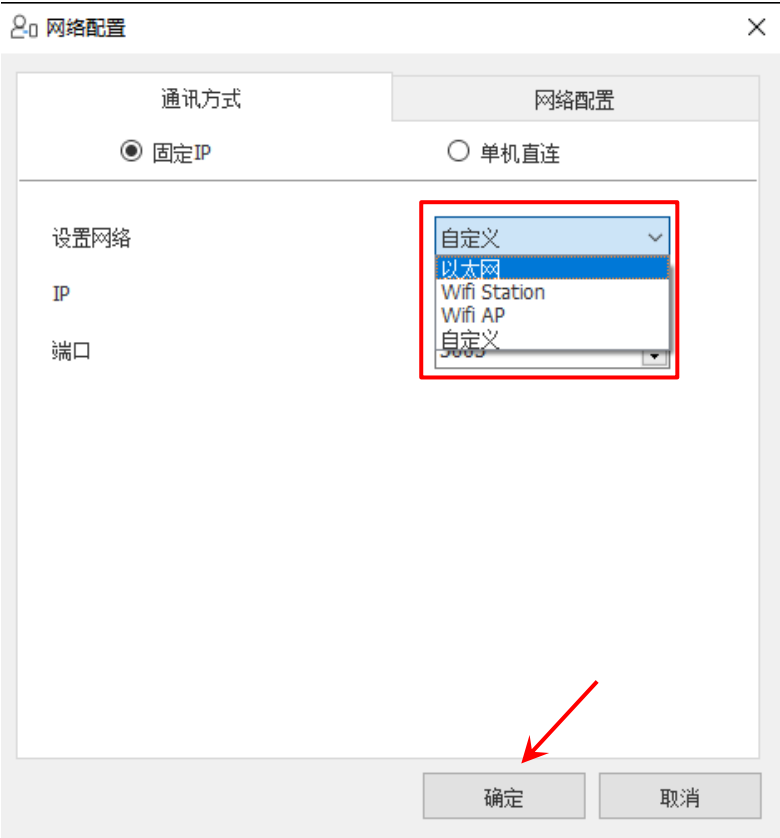 网络配置
通讯方式
网络配置
固定IP
单机直连
设置网络
自定义
以太网
Wifi Station
IP
Wifi AP
自定义
端口
确定
取消